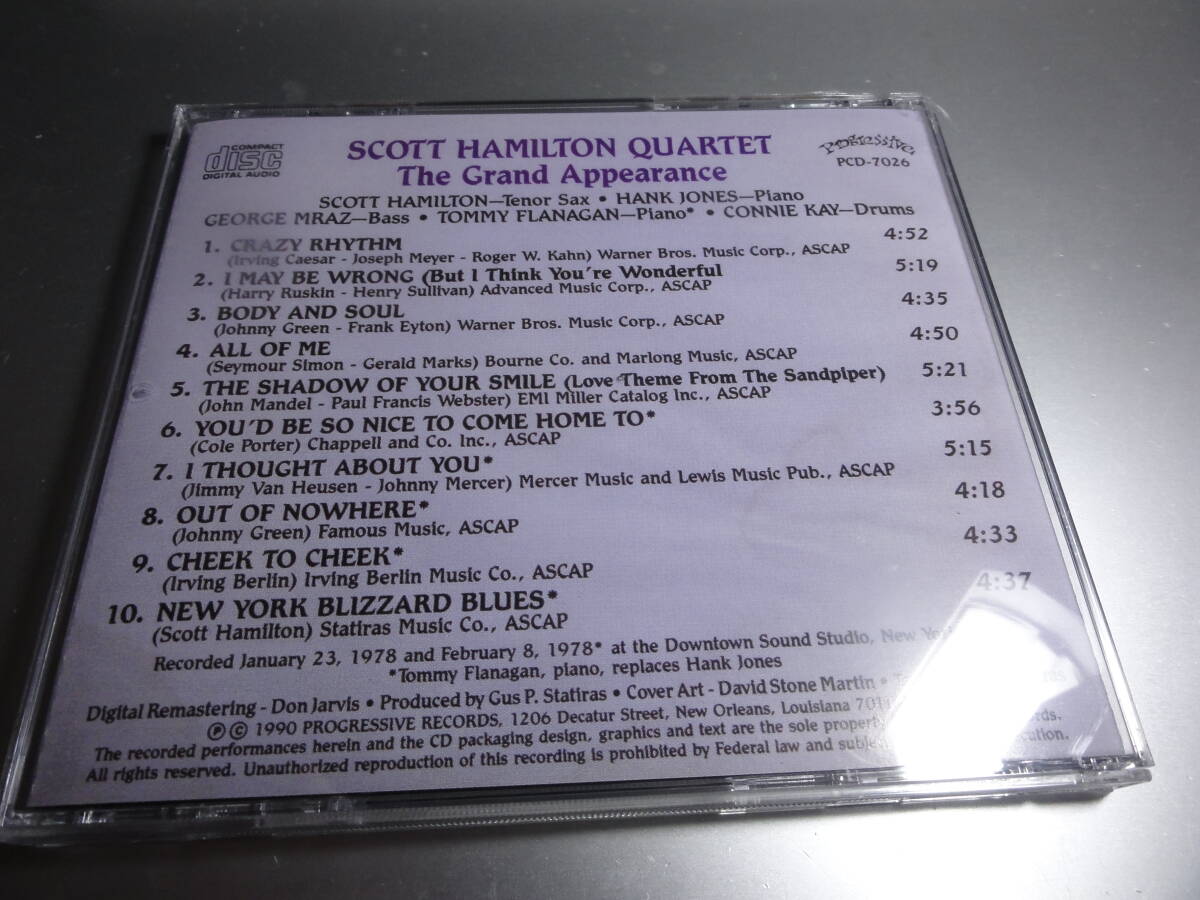 COMPACT
disc
DIGITAL AUDIO
SCOTT HAMILTON QUARTET
The Grand Appearance
Progressive
PCD-7026
SCOTT HAMILTON—Tenor Sax • HANK JONES—Piano
GEORGE MRAZ—Bass • TOMMY FLANAGAN—Piano* • CONNIE KAY—Drums
1. CRAZY RHYTHM 4:52
(Irving Caesar - Joseph Meyer - Roger W. Kahn) Warner Bros. Music Corp., ASCAP
2. I MAY BE WRONG (But I Think You're Wonderful 5:19
(Harry Ruskin - Henry Sullivan) Advanced Music Corp., ASCAP
3. BODY AND SOUL 4:35
(Johnny Green - Frank Eyton) Warner Bros. Music Corp., ASCAP
4. ALL OF ME 4:50
(Seymour Simon - Gerald Marks) Bourne Co. and Marlong Music, ASCAP
5. THE SHADOW OF YOUR SMILE (Love Theme From The Sandpiper) 5:21
(John Mandel - Paul Francis Webster) EMI Miller Catalog Inc., ASCAP
6. YOU'D BE SO NICE TO COME HOME TO* 3:56
(Cole Porter) Chappell and Co. Inc., ASCAP
7. I THOUGHT ABOUT YOU* 5:15
(Jimmy Van Heusen - Johnny Mercer) Mercer Music and Lewis Music Pub., ASCAP
8. OUT OF NOWHERE* 4:18
(Johnny Green) Famous Music, ASCAP
9. CHEEK TO CHEEK* 4:33
(Irving Berlin) Irving Berlin Music Co., ASCAP
10. NEW YORK BLIZZARD BLUES* 4:37
(Scott Hamilton) Statiras Music Co., ASCAP
Recorded January 23, 1978 and February 8, 1978* at the Downtown Sound Studio, New York
*Tommy Flanagan, piano, replaces Hank Jones
Digital Remastering - Don Jarvis • Produced by Gus P. Statiras • Cover Art - David Stone Martin •
℗ © 1990 PROGRESSIVE RECORDS, 1206 Decatur Street, New Orleans, Louisiana
The recorded performances herein and the CD packaging design, graphics and text are the sole property
All rights reserved. Unauthorized reproduction of this recording is prohibited by Federal law and